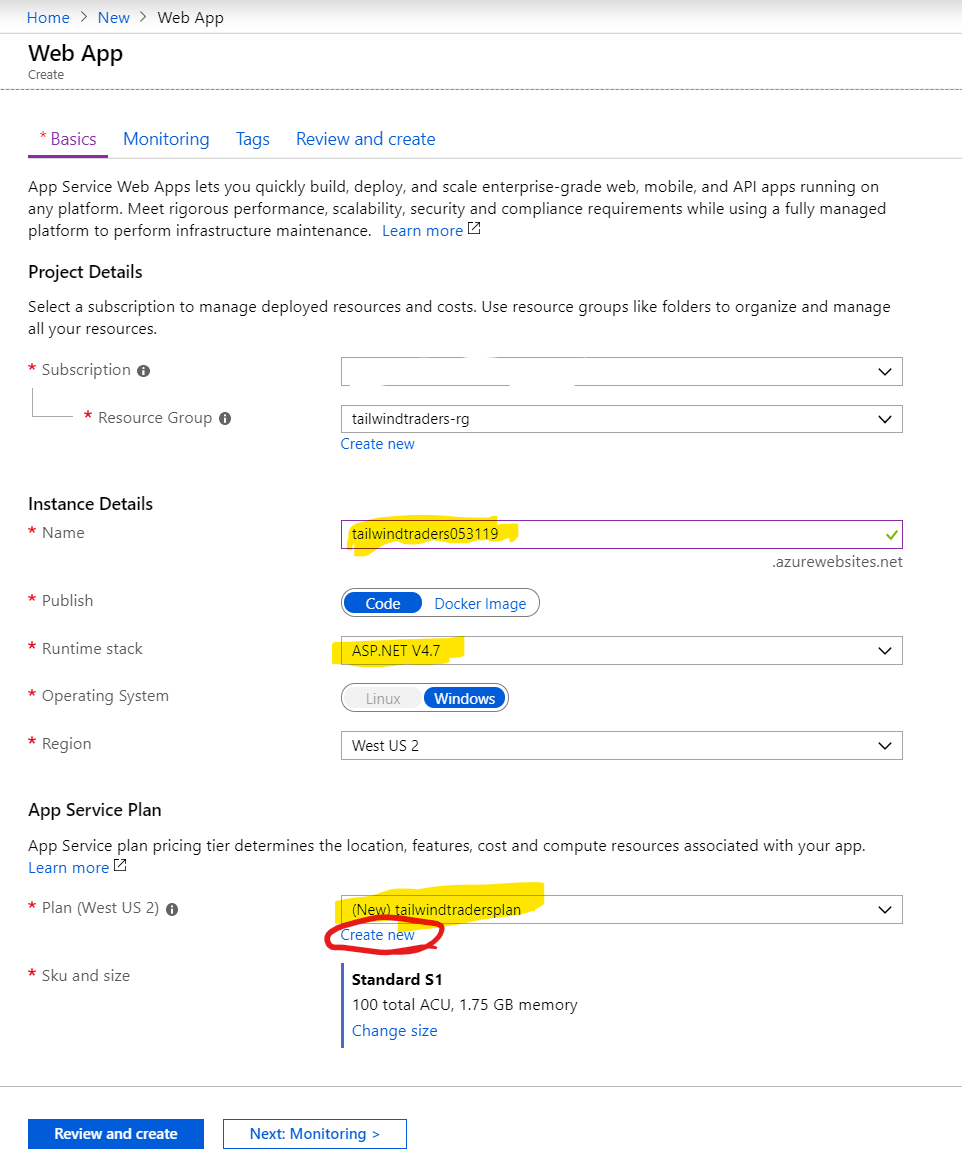 Home > New > Web App
Web App
Create
* Basics Monitoring Tags Review and create
App Service Web Apps lets you quickly build, deploy, and scale enterprise-grade web, mobile, and API apps running on
any platform. Meet rigorous performance, scalability, security and compliance requirements while using a fully managed
platform to perform infrastructure maintenance. Learn more
Project Details
Select a subscription to manage deployed resources and costs. Use resource groups like folders to organize and manage
all your resources.
* Subscription
* Resource Group tailwindtraders-rg
Create new
Instance Details
* Name tailwindtraders053119
.azurewebsites.net
* Publish Code Docker Image
* Runtime stack ASP.NET V4.7
* Operating System Linux Windows
* Region West US 2
App Service Plan
App Service plan pricing tier determines the location, features, cost and compute resources associated with your app.
Learn more
* Plan (West US 2) (New) tailwindtradersplan
Create new
* Sku and size Standard S1
100 total ACU, 1.75 GB memory
Change size
Review and create Next: Monitoring >